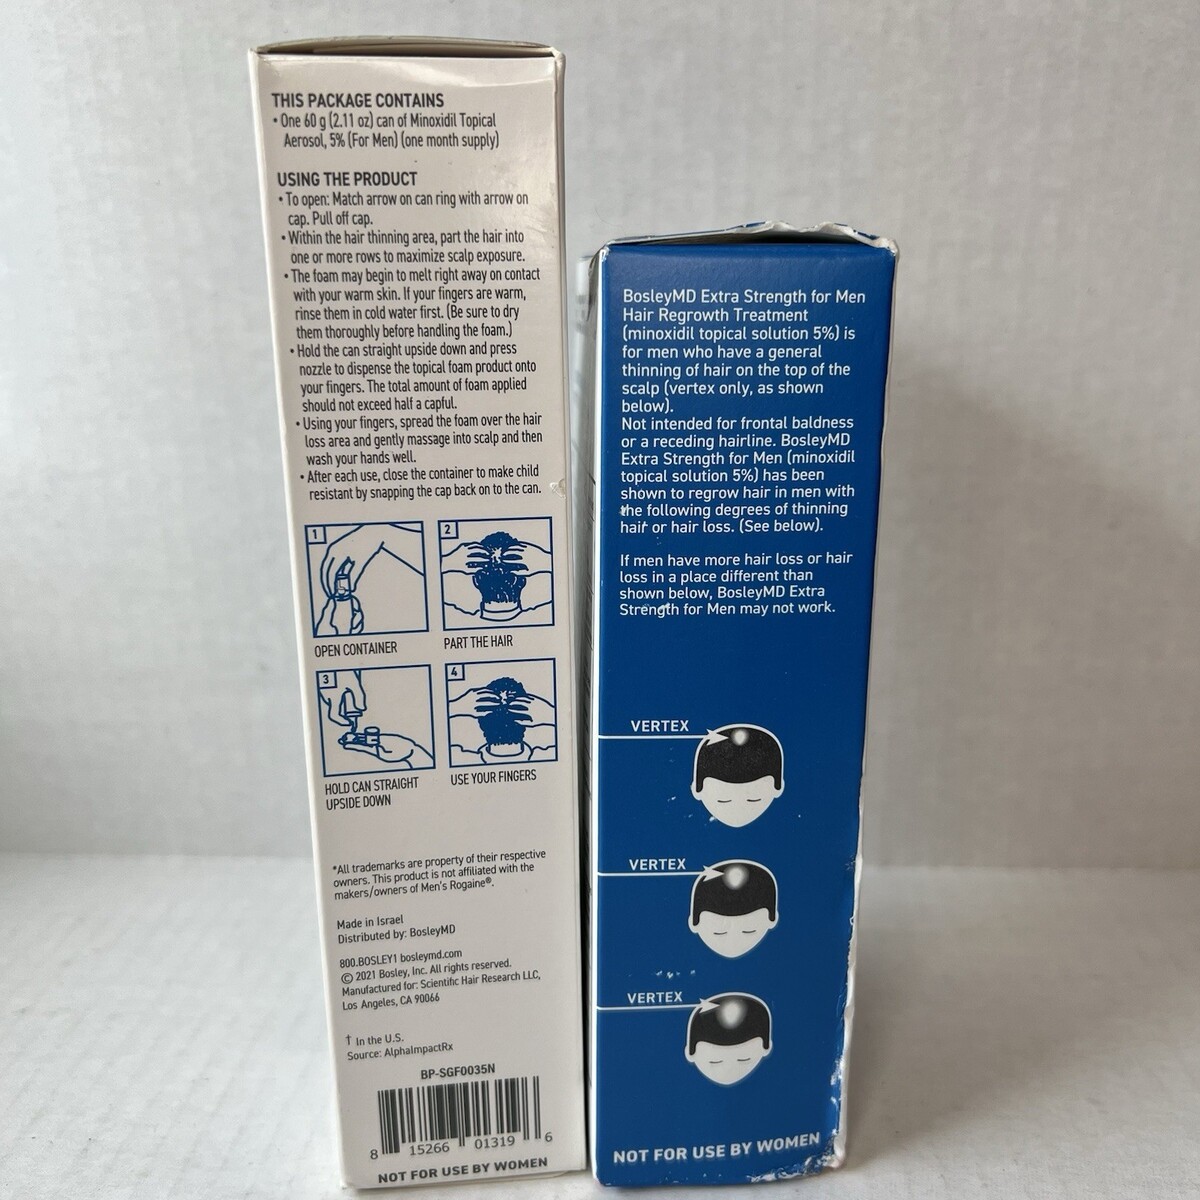 THIS PACKAGE CONTAINS
• One 60 g (2.11 oz) can of Minoxidil Topical
Aerosol, 5% (For Men) (one month supply)
USING THE PRODUCT
• To open: Match arrow on can ring with arrow on
cap. Pull off cap.
• Within the hair thinning area, part the hair into
one or more rows to maximize scalp exposure.
• The foam may begin to melt right away on contact
with your warm skin. If your fingers are warm,
rinse them in cold water first. (Be sure to dry
them thoroughly before handling the foam.)
• Hold the can straight upside down and press
nozzle to dispense the topical foam product onto
your fingers. The total amount of foam applied
should not exceed half a capful.
• Using your fingers, spread the foam over the hair
loss area and gently massage into scalp and then
wash your hands well.
• After each use, close the container to make child
resistant by snapping the cap back on to the can.
1
OPEN CONTAINER
2
PART THE HAIR
3
HOLD CAN STRAIGHT
UPSIDE DOWN
4
USE YOUR FINGERS
*All trademarks are property of their respective
owners. This product is not affiliated with the
makers/owners of Men's Rogaine®.
Made in Israel
Distributed by: BosleyMD
800.BOSLEY1 bosleymd.com
© 2021 Bosley, Inc. All rights reserved.
Manufactured for: Scientific Hair Research LLC,
Los Angeles, CA 90066
† In the U.S.
Source: AlphaImpactRx
BP-SGF0035N
8 15266 01319 6
NOT FOR USE BY WOMEN
BosleyMD Extra Strength for Men
Hair Regrowth Treatment
(minoxidil topical solution 5%) is
for men who have a general
thinning of hair on the top of the
scalp (vertex only, as shown
below).
Not intended for frontal baldness
or a receding hairline. BosleyMD
Extra Strength for Men (minoxidil
topical solution 5%) has been
shown to regrow hair in men with
the following degrees of thinning
hair or hair loss. (See below).
If men have more hair loss or hair
loss in a place different than
shown below, BosleyMD Extra
Strength for Men may not work.
VERTEX
VERTEX
VERTEX
NOT FOR USE BY WOMEN